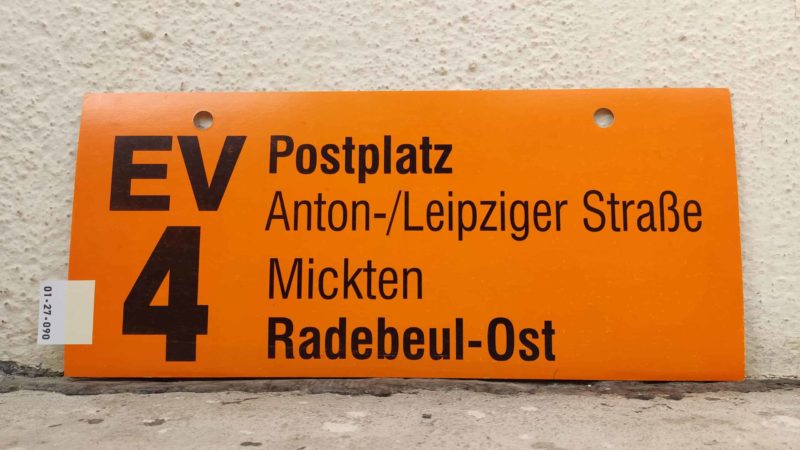 EV
4
Postplatz
Anton-/Leipziger Straße
Mickten
Radebeul-Ost
01-27-090